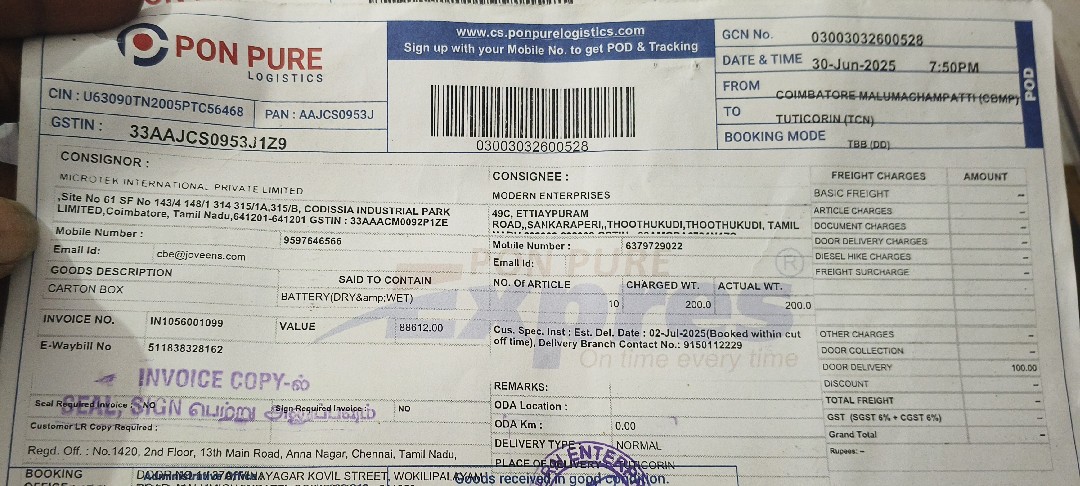 PON PURE
LOGISTICS
www.cs.ponpurelogistics.com
Sign up with your Mobile No. to get POD & Tracking
CIN : U63090TN2005PTC56468
PAN : AAJCS0953J
GSTIN : 33AAJCS0953J1Z9
03003032600528
GCN No. 03003032600528
DATE & TIME 30-Jun-2025 7:50PM
FROM COIMBATORE MALUMACHAMPATTI (CBMP)
TO TUTICORIN (TCN)
BOOKING MODE TBB (DD)
POD
CONSIGNOR :
MICROTEK INTERNATIONAL PRIVATE LIMITED
,Site No 61 SF No 143/4 148/1 314 315/1A,315/B, CODISSIA INDUSTRIAL PARK
LIMITED,Coimbatore, Tamil Nadu,641201-641201 GSTIN : 33AAACM0092P1ZE
Mobile Number : 9597646566
Email Id: cbe@joveens.com
CONSIGNEE :
MODERN ENTERPRISES
49C, ETTIAYPURAM
ROAD,,SANKARAPERI,,THOOTHUKUDI,THOOTHUKUDI, TAMIL
Mobile Number : 6379729022
Email Id:
GOODS DESCRIPTION SAID TO CONTAIN
CARTON BOX BATTERY(DRY&amp;WET)
NO. OF ARTICLE CHARGED WT. ACTUAL WT.
10 200.0 200.0
INVOICE NO. IN1056001099 VALUE 88612.00
E-Waybill No 511838328162
Cus. Spec. Inst : Est. Del. Date : 02-Jul-2025(Booked within cut
off time), Delivery Branch Contact No.: 9150112229
PON PURE
expres
On time every time
®
INVOICE COPY-ல்
SEAL, SIGN பெற்று அனுப்பவும்
Seal Required Invoice : NO Sign Required Invoice : NO
Customer LR Copy Required :
REMARKS:
ODA Location :
ODA Km : 0.00
DELIVERY TYPE NORMAL
PLACE OF DELIVERY TUTICORIN
Regd. Off. : No.1420, 2nd Floor, 13th Main Road, Anna Nagar, Chennai, Tamil Nadu,
BOOKING
Administrative Office
NAYAGAR KOVIL STREET, WOKILIPALAYAM
Goods received in good condition.
FREIGHT CHARGES AMOUNT
BASIC FREIGHT –
ARTICLE CHARGES –
DOCUMENT CHARGES –
DOOR DELIVERY CHARGES –
DIESEL HIKE CHARGES –
FREIGHT SURCHARGE –
OTHER CHARGES –
DOOR COLLECTION –
DOOR DELIVERY 100.00
DISCOUNT –
TOTAL FREIGHT –
GST (SGST 6% + CGST 6%) –
Grand Total –
Rupees: –